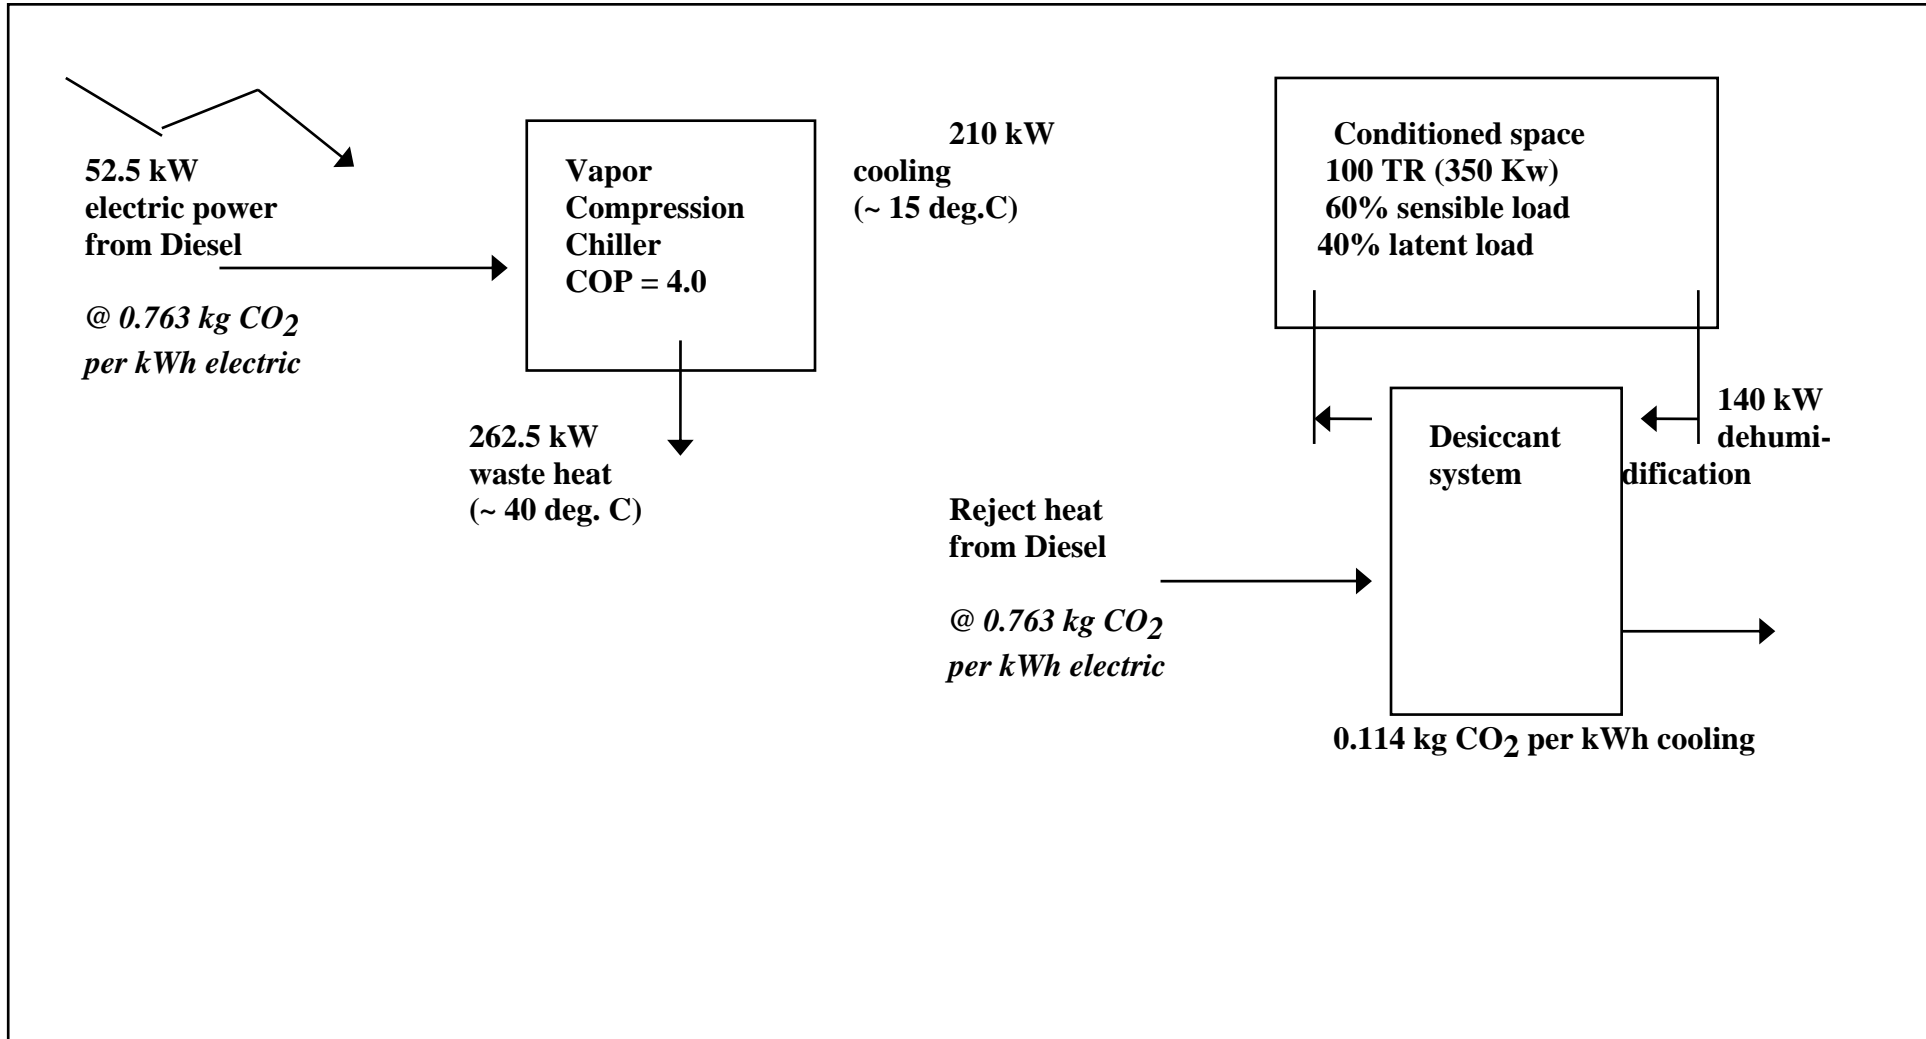 52.5 kW
electric power
from Diesel
@ 0.763 kg CO2
per kWh electric
Vapor
Compression
Chiller
COP = 4.0
210 kW
cooling
(~ 15 deg.C)
262.5 kW
waste heat
(~ 40 deg. C)
Conditioned space
100 TR (350 Kw)
60% sensible load
40% latent load
140 kW
dehumi-
dification
Desiccant
system
Reject heat
from Diesel
@ 0.763 kg CO2
per kWh electric
0.114 kg CO2 per kWh cooling